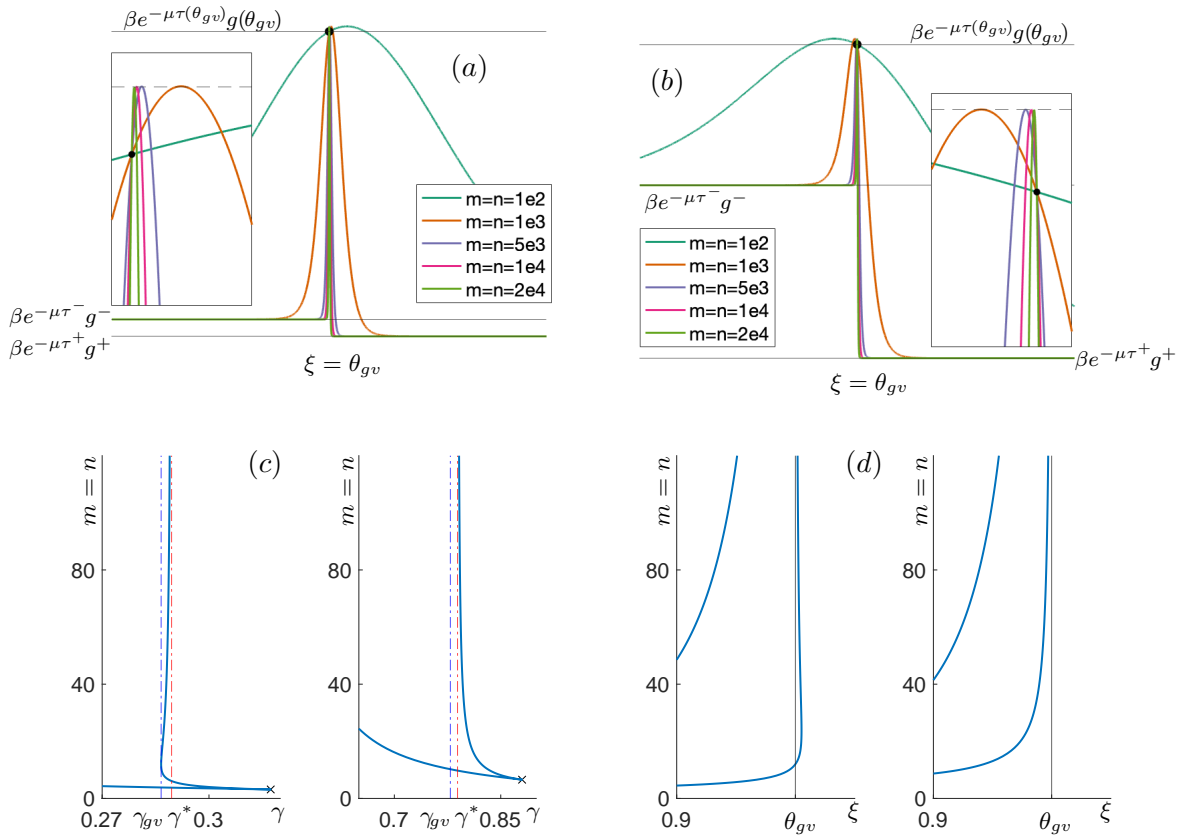 βe^{−μτ(θ_{gv})}g(θ_{gv})
(a)
m=n=1e2
m=n=1e3
m=n=5e3
m=n=1e4
m=n=2e4
βe^{−μτ^−}g^−
βe^{−μτ^+}g^+
ξ = θ_{gv}
βe^{−μτ(θ_{gv})}g(θ_{gv})
(b)
βe^{−μτ^−}g^−
m=n=1e2
m=n=1e3
m=n=5e3
m=n=1e4
m=n=2e4
βe^{−μτ^+}g^+
ξ = θ_{gv}
(c)
m = n
80
40
0
0.27 γ_{gv} γ^* 0.3 γ
m = n
80
40
0
0.7 γ_{gv} γ^* 0.85 γ
(d)
m = n
80
40
0
0.9 θ_{gv} ξ
m = n
80
40
0
0.9 θ_{gv} ξ